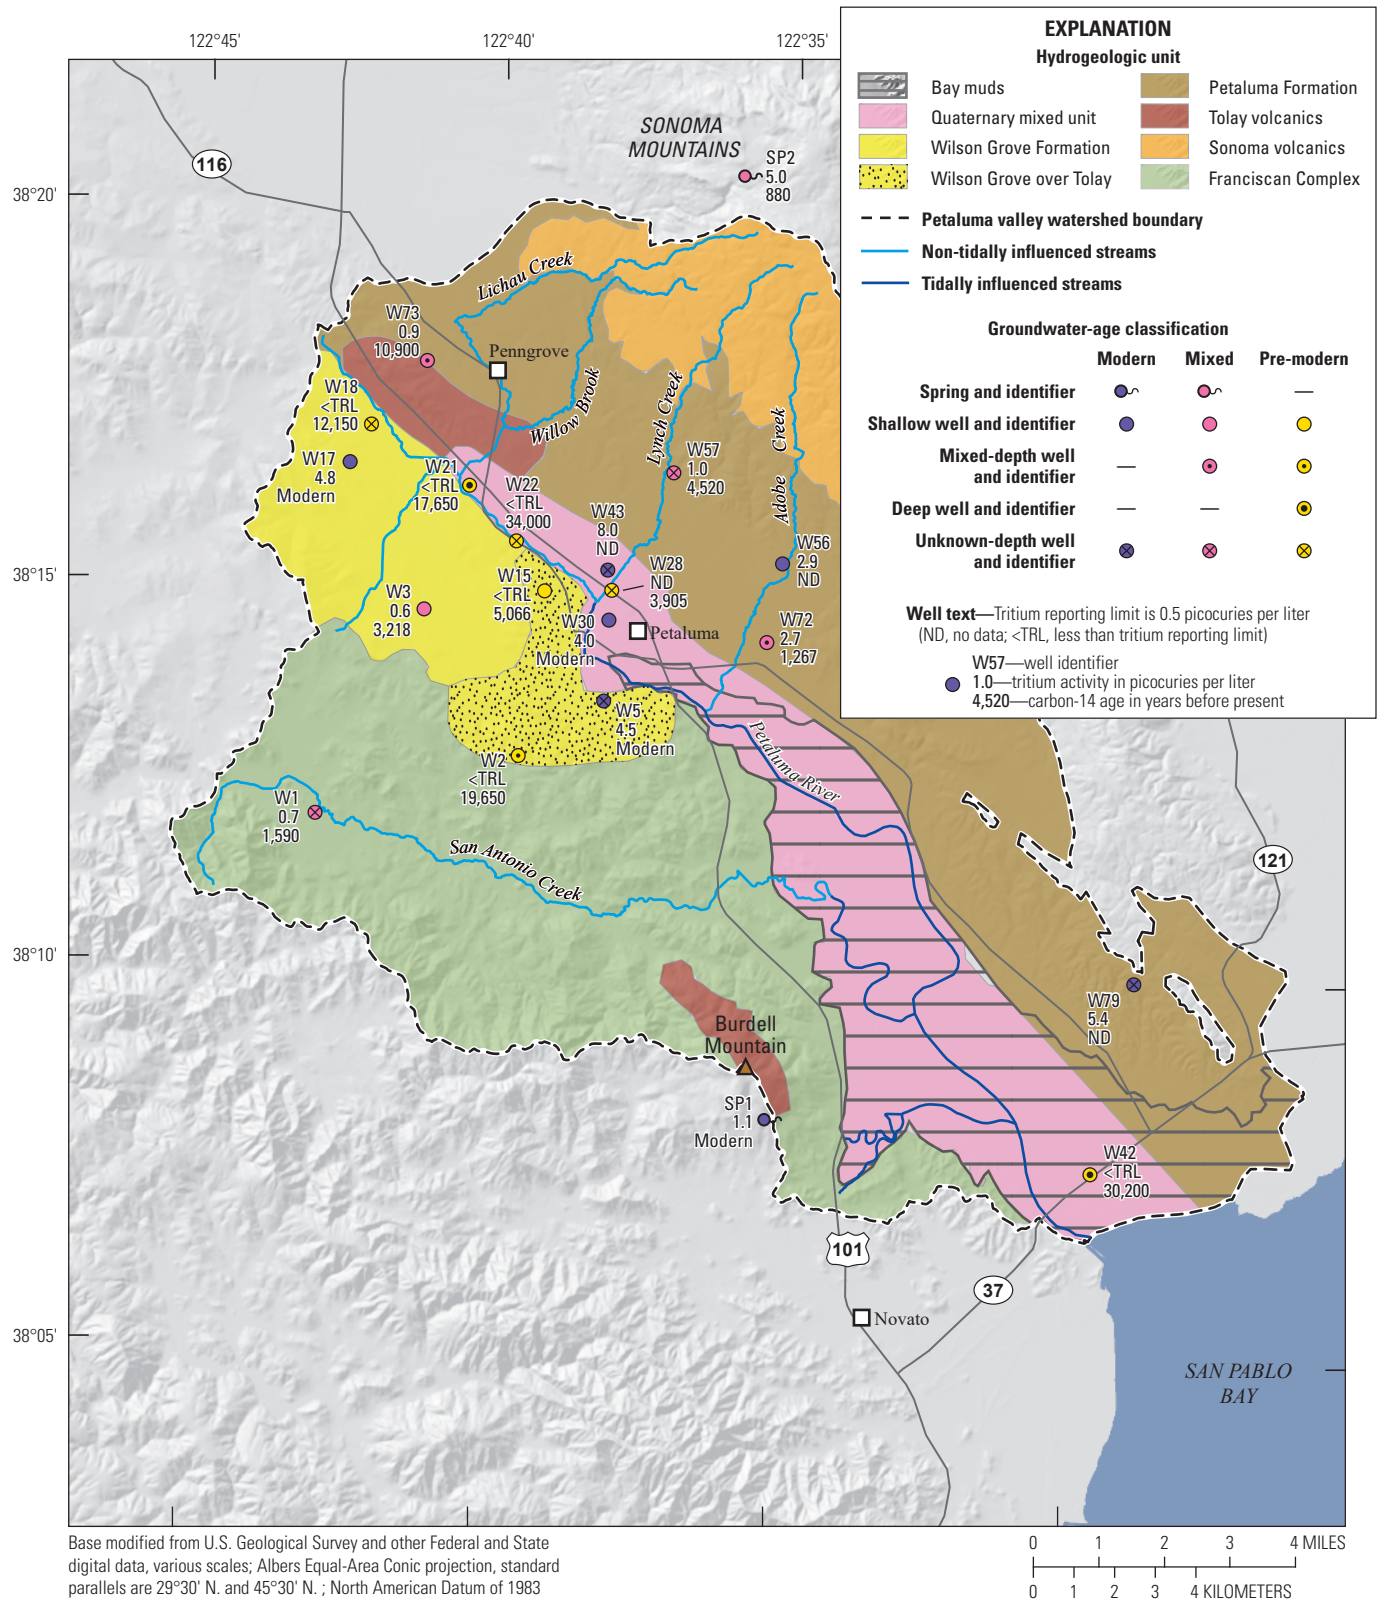 122°45'
122°40'
122°35'
38°20'
38°15'
38°10'
38°05'
EXPLANATION
Hydrogeologic unit
Bay muds
Quaternary mixed unit
Wilson Grove Formation
Wilson Grove over Tolay
Petaluma Formation
Tolay volcanics
Sonoma volcanics
Franciscan Complex
Petaluma valley watershed boundary
Non-tidally influenced streams
Tidally influenced streams
Groundwater-age classification
Modern Mixed Pre-modern
Spring and identifier —
Shallow well and identifier
Mixed-depth well
and identifier —
Deep well and identifier — —
Unknown-depth well
and identifier
Well text—Tritium reporting limit is 0.5 picocuries per liter
(ND, no data; <TRL, less than tritium reporting limit)
W57—well identifier
1.0—tritium activity in picocuries per liter
4,520—carbon-14 age in years before present
116
SONOMA
MOUNTAINS
SP2
5.0
880
Lichau Creek
W73
0.9
10,900
Penngrove
W18
<TRL
12,150
Willow Brook
Lynch Creek
Adobe Creek
W17
4.8
Modern
W21
<TRL
17,650
W22
<TRL
34,000
W57
1.0
4,520
W43
8.0
ND
W56
2.9
ND
W28
ND
3,905
W15
<TRL
5,066
W3
0.6
3,218
W30
4.0
Modern
Petaluma
W72
2.7
1,267
W5
4.5
Modern
W2
<TRL
19,650
Petaluma River
W1
0.7
1,590
San Antonio Creek
121
W79
5.4
ND
Burdell
Mountain
SP1
1.1
Modern
W42
<TRL
30,200
101
37
Novato
SAN PABLO
BAY
Base modified from U.S. Geological Survey and other Federal and State
digital data, various scales; Albers Equal-Area Conic projection, standard
parallels are 29°30' N. and 45°30' N. ; North American Datum of 1983
0 1 2 3 4 MILES
0 1 2 3 4 KILOMETERS